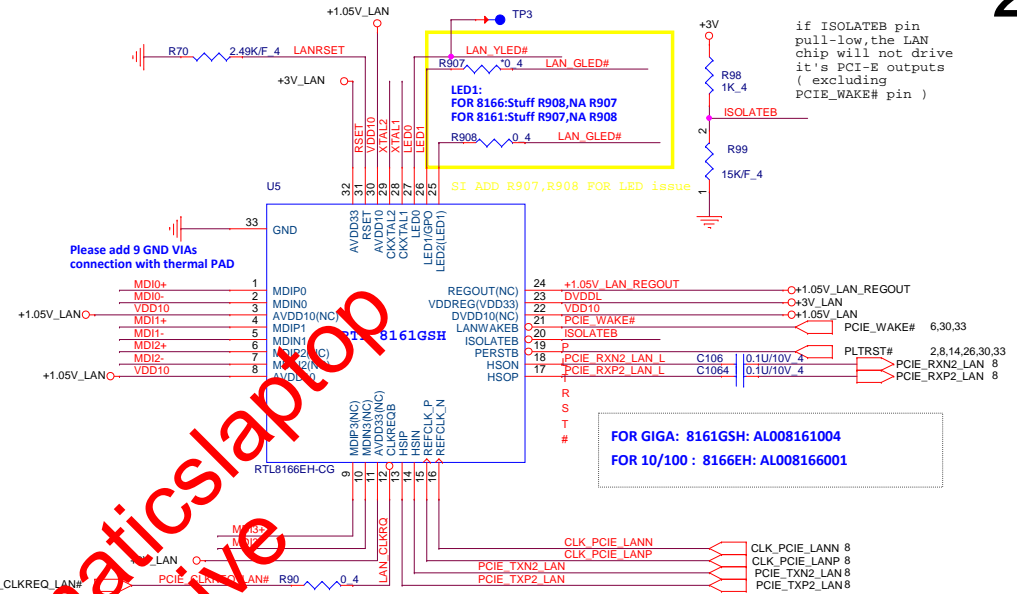 2
+1.05V_LAN
TP3
+3V
if ISOLATEB pin
pull-low,the LAN
chip will not drive
it's PCI-E outputs
( excluding
PCIE_WAKE# pin )
R70 2.49K/F_4 LANRSET
LAN_YLED#
R907 *0_4 LAN_GLED#
+3V_LAN
LED1:
FOR 8166:Stuff R908,NA R907
FOR 8161:Stuff R907,NA R908
R98
1K_4
ISOLATEB
R908 0_4 LAN_GLED#
2
R99
15K/F_4
1
RSET
VDD10
XTAL2
XTAL1
LED0
LED1
SI ADD R907,R908 FOR LED issue
U5
32 31 30 29 28 27 26 25
AVDD33
RSET
AVDD10
CKXTAL2
CKXTAL1
LED0
LED1/GPO
LED2(LED1)
33 GND
Please add 9 GND VIAs
connection with thermal PAD
MDI0+ 1 MDIP0
MDI0- 2 MDIN0
+1.05V_LAN VDD10 3 AVDD10(NC)
MDI1+ 4 MDIP1
MDI1- 5 MDIN1
MDI2+ 6 MDIP2(NC)
MDI2- 7 (NC)
+1.05V_LAN VDD10 8
8161GSH
REGOUT(NC) 24 +1.05V_LAN_REGOUT +1.05V_LAN_REGOUT
VDDREG(VDD33) 23 DVDDL +3V_LAN
DVDD10(NC) 22 VDD10 +1.05V_LAN
LANWAKEB 21 PCIE_WAKE# PCIE_WAKE# 6,30,33
ISOLATEB 20 ISOLATEB
PERSTB 19 PLTRST# PLTRST# 2,8,14,26,30,33
HSON 18 PCIE_RXN2_LAN_L C106 0.1U/10V_4 PCIE_RXN2_LAN 8
HSOP 17 PCIE_RXP2_LAN_L C1064 0.1U/10V_4 PCIE_RXP2_LAN 8
MDIP3(NC)
MDIN3(NC)
AVDD33(NC)
CLKREQB
HSIP
HSIN
REFCLK_P
REFCLK_N
RTL8166EH-CG
9 10 11 12 13 14 15 16
FOR GIGA: 8161GSH: AL008161004
FOR 10/100 : 8166EH: AL008166001
MDI3+
LAN_CLKRQ
CLK_PCIE_LANN CLK_PCIE_LANN 8
CLK_PCIE_LANP CLK_PCIE_LANP 8
PCIE_TXN2_LAN PCIE_TXN2_LAN 8
PCIE_TXP2_LAN PCIE_TXP2_LAN 8
_CLKREQ_LAN# R90 0_4
maticslaptop